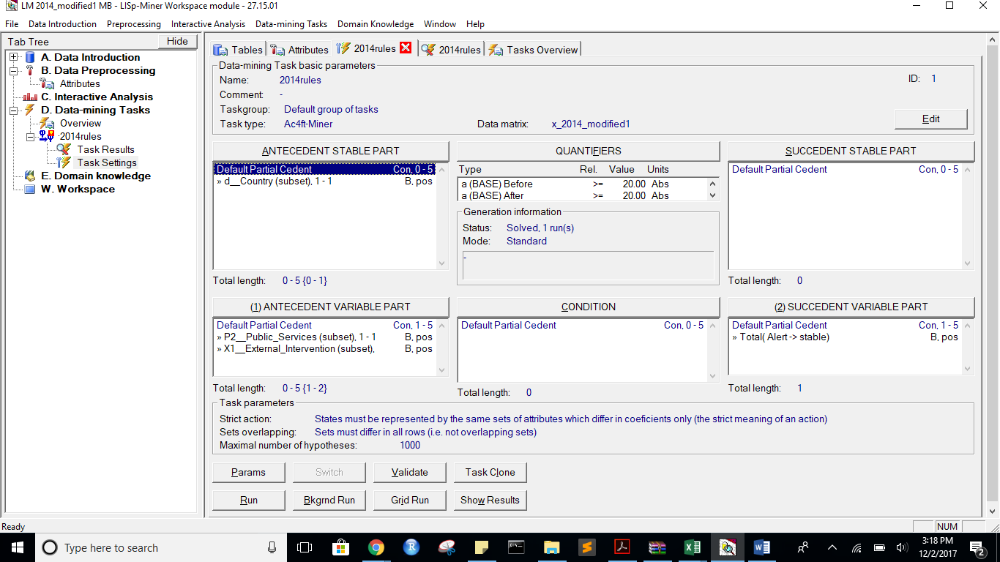 LM 2014_modified1 MB - LISp-Miner Workspace module - 27.15.01
File Data Introduction Preprocessing Interactive Analysis Data-mining Tasks Domain Knowledge Window Help
Tab Tree Hide
A. Data Introduction
B. Data Preprocessing
Attributes
C. Interactive Analysis
D. Data-mining Tasks
Overview
2014rules
Task Results
Task Settings
E. Domain knowledge
W. Workspace
Tables Attributes 2014rules 2014rules Tasks Overview
Data-mining Task basic parameters
Name: 2014rules ID: 1
Comment: -
Taskgroup: Default group of tasks
Task type: Ac4ft-Miner Data matrix: x_2014_modified1 Edit
ANTECEDENT STABLE PART
Default Partial Cedent Con, 0 - 5
» d__Country (subset), 1 - 1 B, pos
Total length: 0 - 5 {0 - 1}
QUANTIFIERS
Type Rel. Value Units
a (BASE) Before >= 20.00 Abs
a (BASE) After >= 20.00 Abs
Generation information
Status: Solved, 1 run(s)
Mode: Standard
-
SUCCEDENT STABLE PART
Default Partial Cedent Con, 0 - 5
Total length: 0
(1) ANTECEDENT VARIABLE PART
Default Partial Cedent Con, 1 - 5
» P2__Public_Services (subset), 1 - 1 B, pos
» X1__External_Intervention (subset), B, pos
Total length: 0 - 5 {1 - 2}
CONDITION
Default Partial Cedent Con, 0 - 5
Total length: 0
(2) SUCCEDENT VARIABLE PART
Default Partial Cedent Con, 1 - 5
» Total( Alert -> stable) B, pos
Total length: 1
Task parameters
Strict action: States must be represented by the same sets of attributes which differ in coeficients only (the strict meaning of an action)
Sets overlapping: Sets must differ in all rows (i.e. not overlapping sets)
Maximal number of hypotheses: 1000
Params Switch Validate Task Clone
Run Bkgrnd Run Grid Run Show Results
Ready NUM
Type here to search
3:18 PM
12/2/2017
2